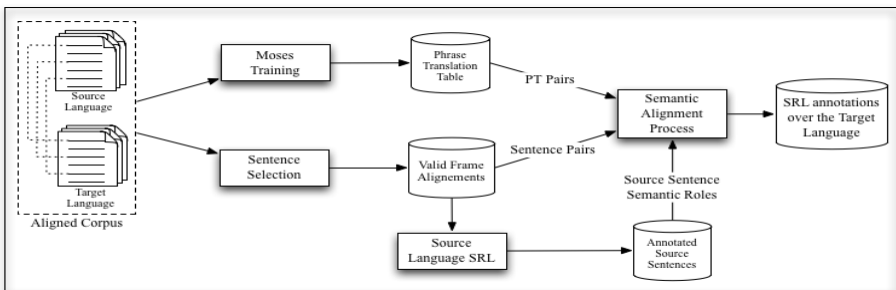 Source
Language
Target
Language
Aligned Corpus
Moses
Training
Sentence
Selection
Phrase
Translation
Table
Valid Frame
Alignements
Source
Language SRL
PT Pairs
Sentence Pairs
Semantic
Alignment
Process
Source Sentence
Semantic Roles
Annotated
Source
Sentences
SRL annotations
over the Target
Language